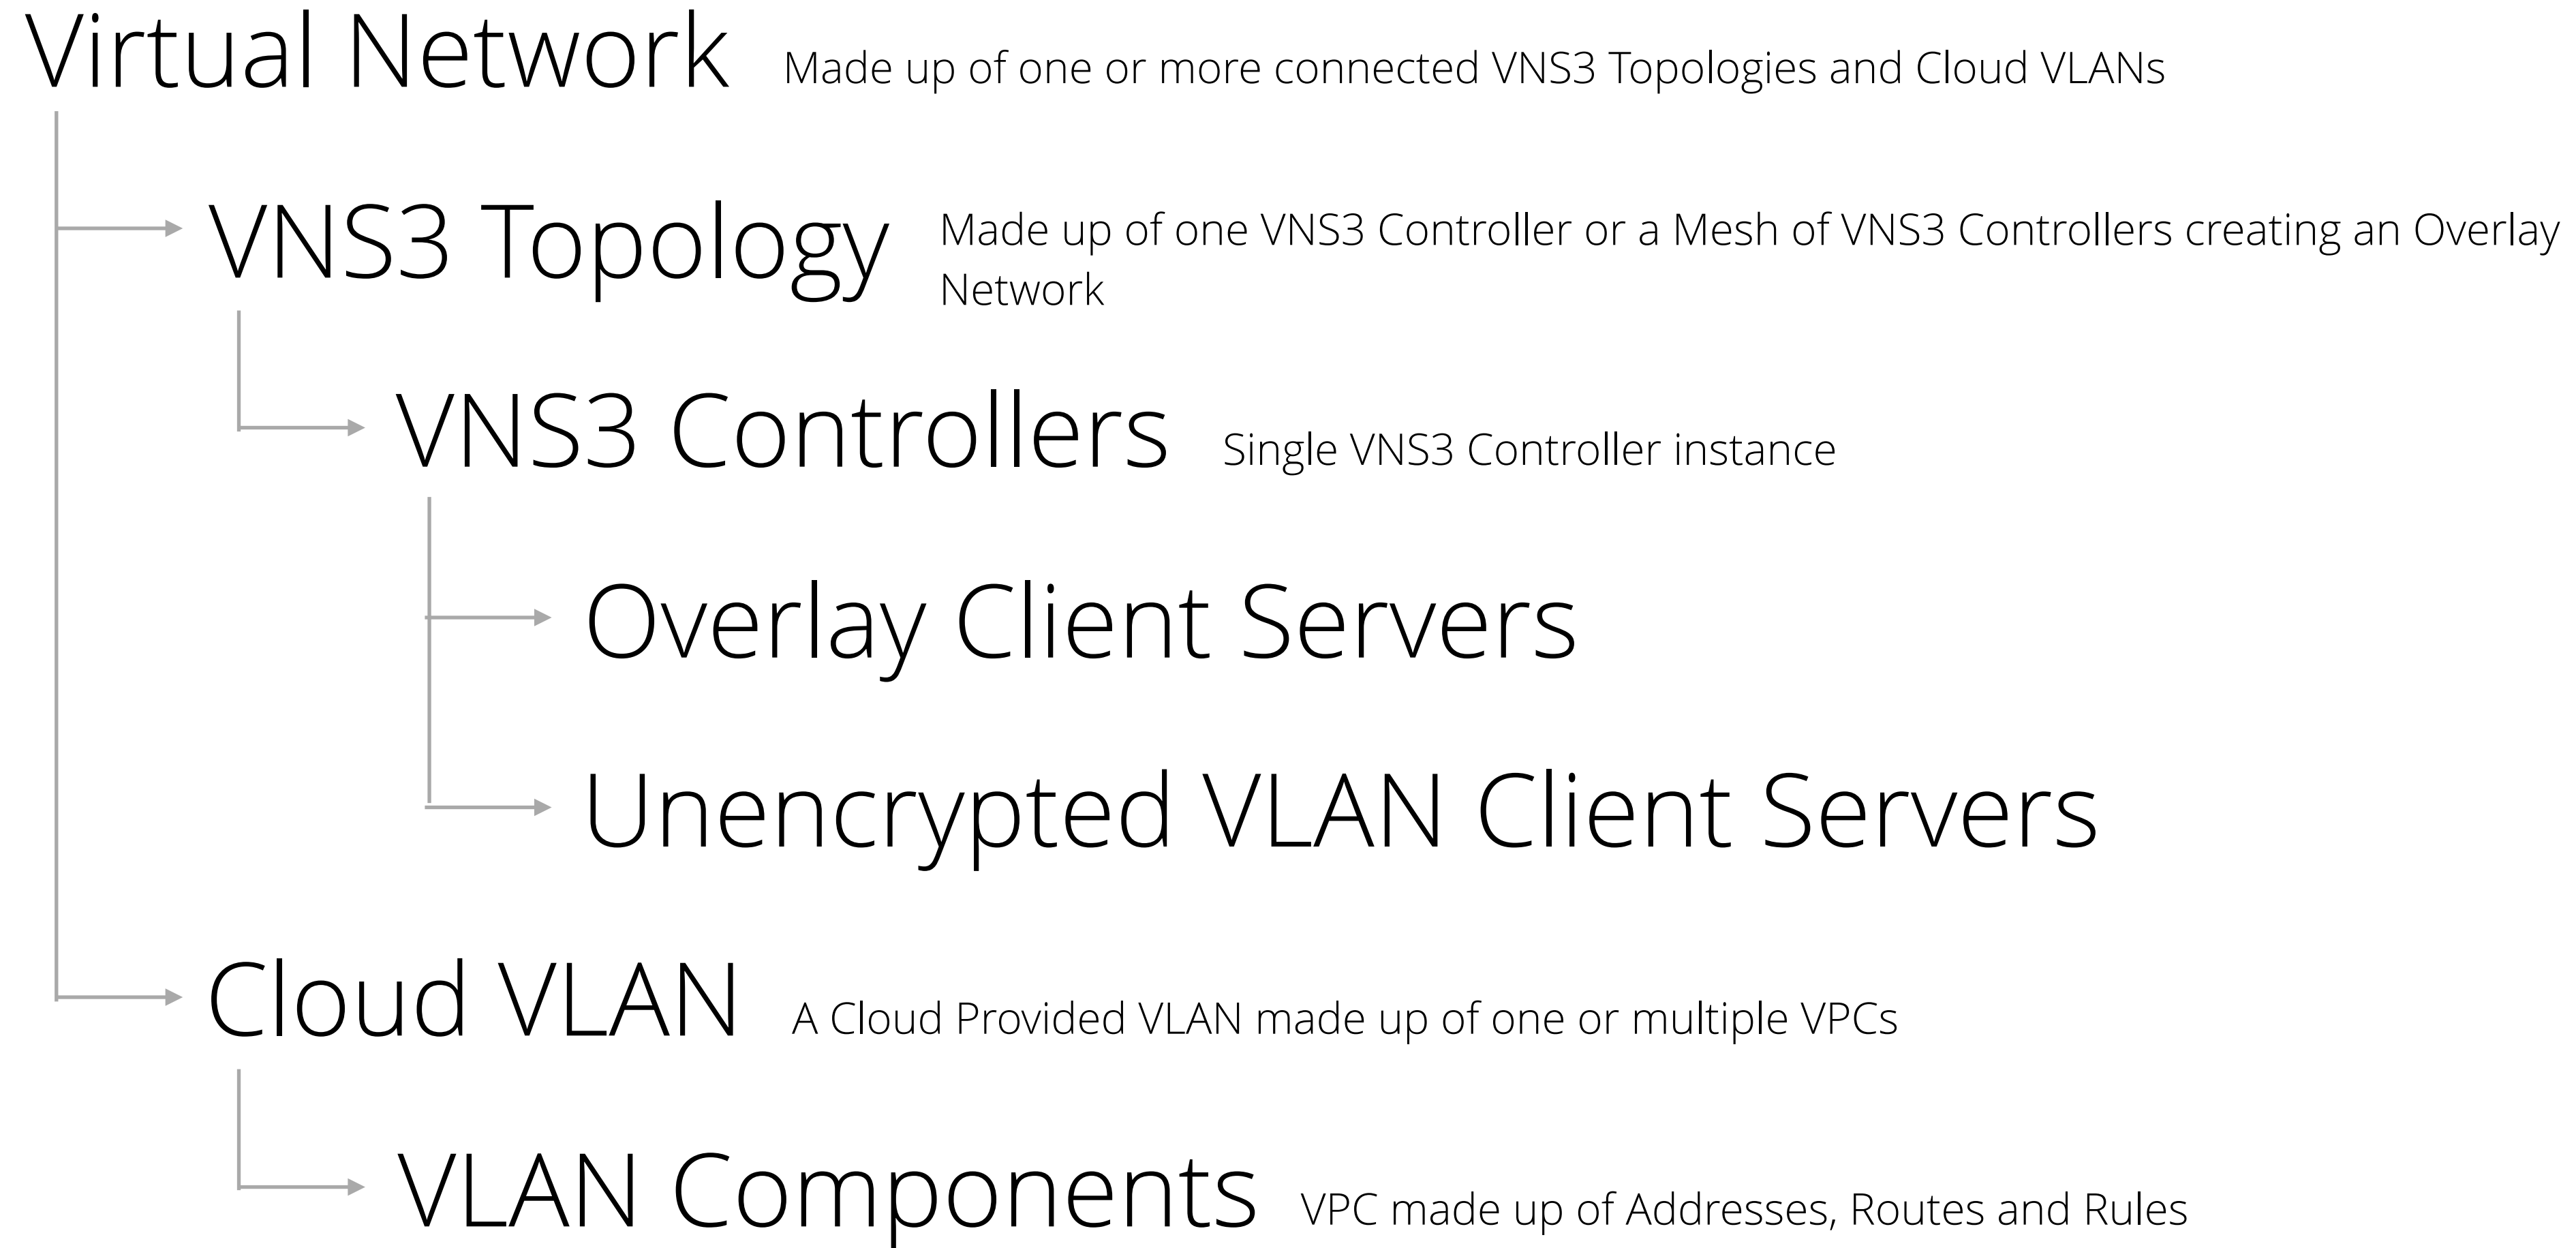 Virtual Network Made up of one or more connected VNS3 Topologies and Cloud VLANs
VNS3 Topology Made up of one VNS3 Controller or a Mesh of VNS3 Controllers creating an Overlay
Network
VNS3 Controllers Single VNS3 Controller instance
Overlay Client Servers
Unencrypted VLAN Client Servers
Cloud VLAN A Cloud Provided VLAN made up of one or multiple VPCs
VLAN Components VPC made up of Addresses, Routes and Rules